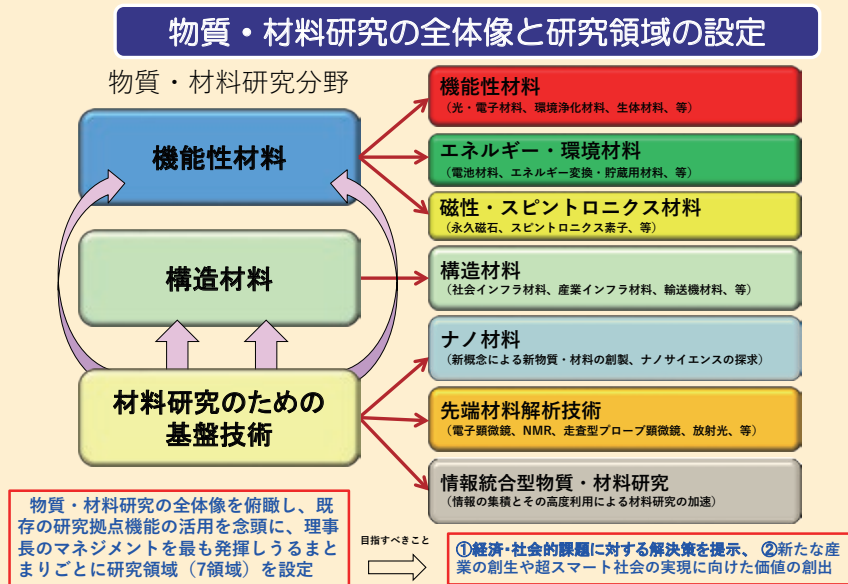 物質・材料研究の全体像と研究領域の設定
物質・材料研究分野
機能性材料
構造材料
材料研究のための
基盤技術
機能性材料
（光・電子材料、環境浄化材料、生体材料、等）
エネルギー・環境材料
（電池材料、エネルギー変換・貯蔵用材料、等）
磁性・スピントロニクス材料
（永久磁石、スピントロニクス素子、等）
構造材料
（社会インフラ材料、産業インフラ材料、輸送機材料、等）
ナノ材料
（新概念による新物質・材料の創製、ナノサイエンスの探求）
先端材料解析技術
（電子顕微鏡、NMR、走査型プローブ顕微鏡、放射光、等）
情報統合型物質・材料研究
（情報の集積とその高度利用による材料研究の加速）
物質・材料研究の全体像を俯瞰し、既
存の研究拠点機能の活用を念頭に、理事
長のマネジメントを最も発揮しうるまと
まりごとに研究領域（7領域）を設定
目指すべきこと
①経済・社会的課題に対する解決策を提示、 ②新たな産
業の創生や超スマート社会の実現に向けた価値の創出